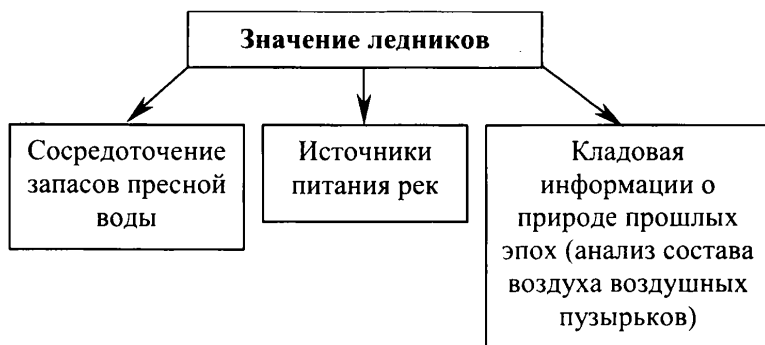 Значение ледников
Сосредоточение
запасов пресной
воды
Источники
питания рек
Кладовая
информации о
природе прошлых
эпох (анализ состава
воздуха воздушных
пузырьков)